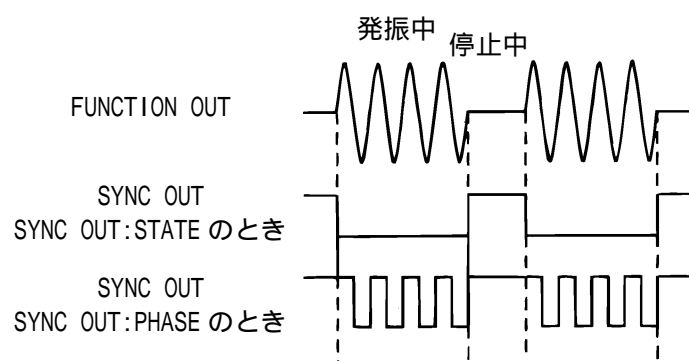 発振中
停止中
FUNCTION OUT
SYNC OUT
SYNC OUT:STATE のとき
SYNC OUT
SYNC OUT:PHASE のとき